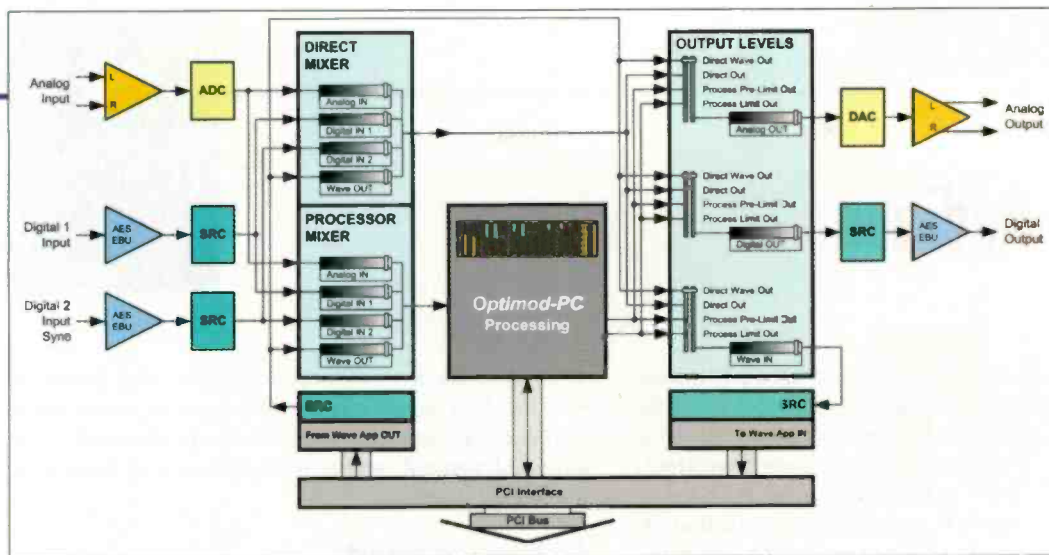 Analog
Input
L
R
ADC
Digital 1
Input
AES
EBU
SRC
Digital 2
Input
Sync
AES
EBU
SRC
DIRECT
MIXER
Analog IN
Digital IN 1
Digital IN 2
Wave OUT
PROCESSOR
MIXER
Analog IN
Digital IN 1
Digital IN 2
Wave OUT
SRC
From Wave App OUT
Optimod-PC
Processing
OUTPUT LEVELS
Direct Wave Out
Direct Out
Process Pre-Limit Out
Process Limit Out
Analog OUT
Direct Wave Out
Direct Out
Process Pre-Limit Out
Process Limit Out
Digital OUT
Direct Wave Out
Direct Out
Process Pre-Limit Out
Process Limit Out
Wave IN
SRC
To Wave App IN
DAC
L
R
Analog
Output
SRC
AES
EBU
Digital
Output
PCI Interface
PCI Bus